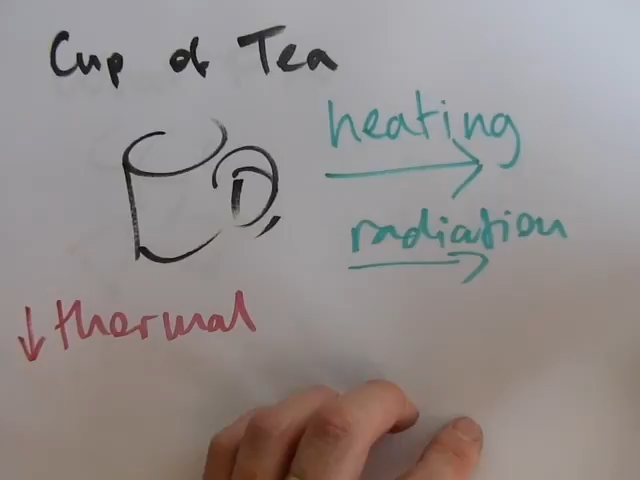 Cup of Tea
heating
radiation
↓ thermal